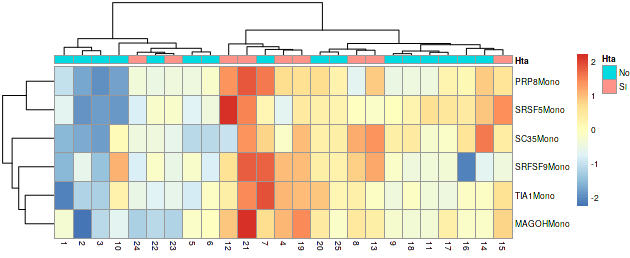 Hta
PRP8Mono
SRSF5Mono
SC35Mono
SRFSF9Mono
TIA1Mono
MAGOHMono
1 2 3 10 24 22 23 5 6 12 21 7 4 19 20 25 8 13 9 18 11 17 16 14 15
2
1
0
-1
-2
Hta
No
Si